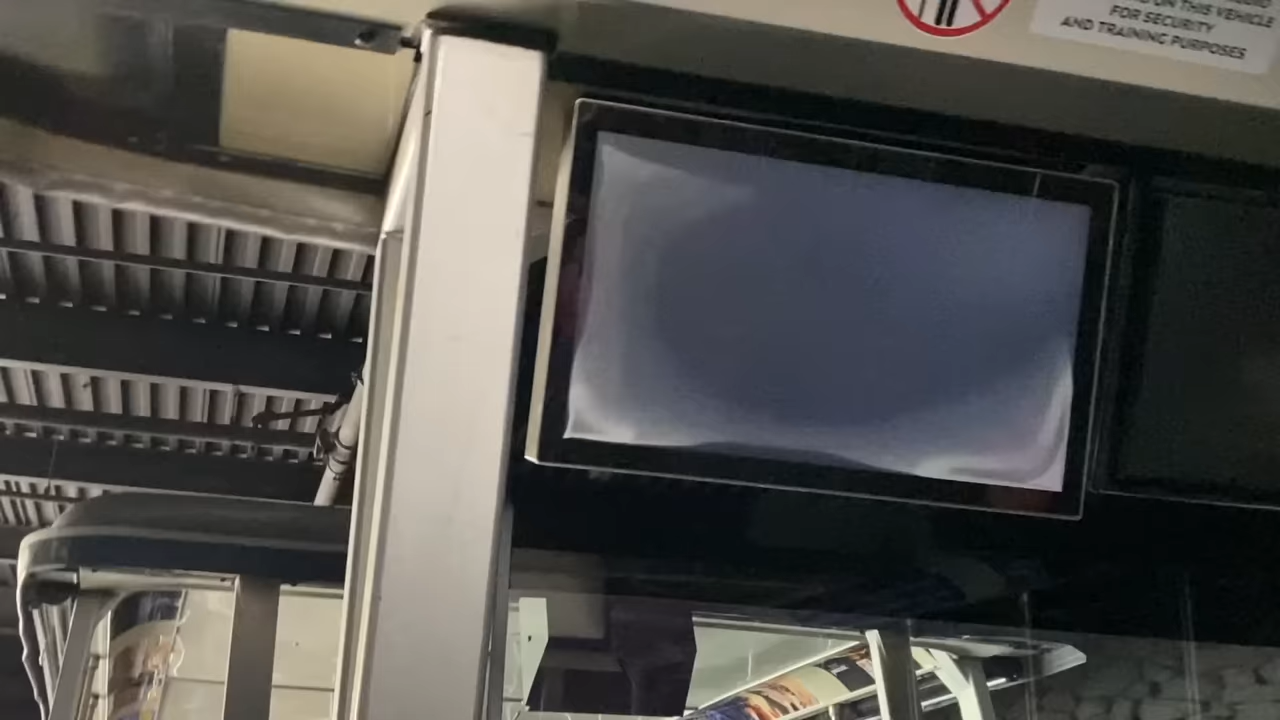 ON THIS VEHICLE
FOR SECURITY
AND TRAINING PURPOSES